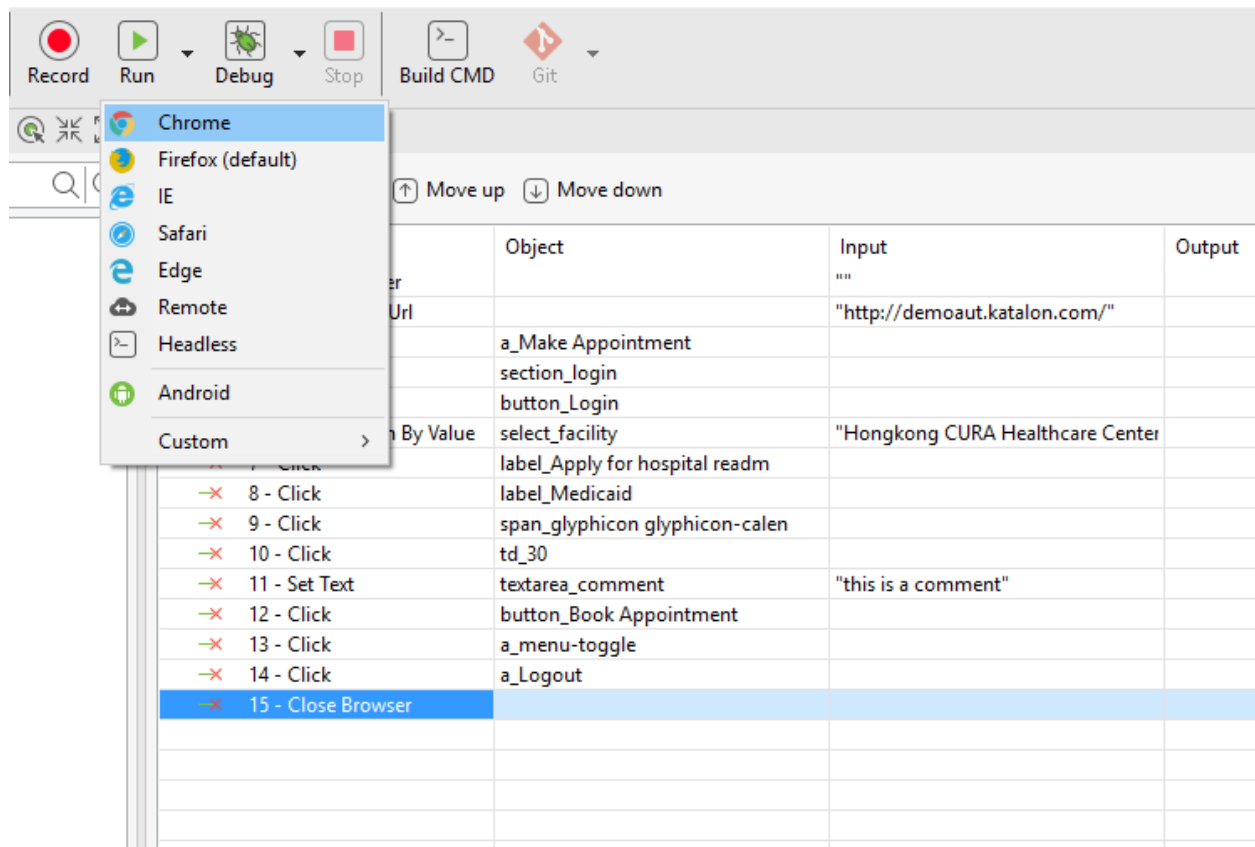 Record Run Debug Stop Build CMD Git
Chrome
Firefox (default)
IE
Safari
Edge
Remote
Headless
Android
Custom
Move up Move down
Object Input Output
er ""
Url "http://demoaut.katalon.com/"
a_Make Appointment
section_login
button_Login
By Value select_facility "Hongkong CURA Healthcare Center
7 - Click label_Apply for hospital readm
8 - Click label_Medicaid
9 - Click span_glyphicon glyphicon-calen
10 - Click td_30
11 - Set Text textarea_comment "this is a comment"
12 - Click button_Book Appointment
13 - Click a_menu-toggle
14 - Click a_Logout
15 - Close Browser